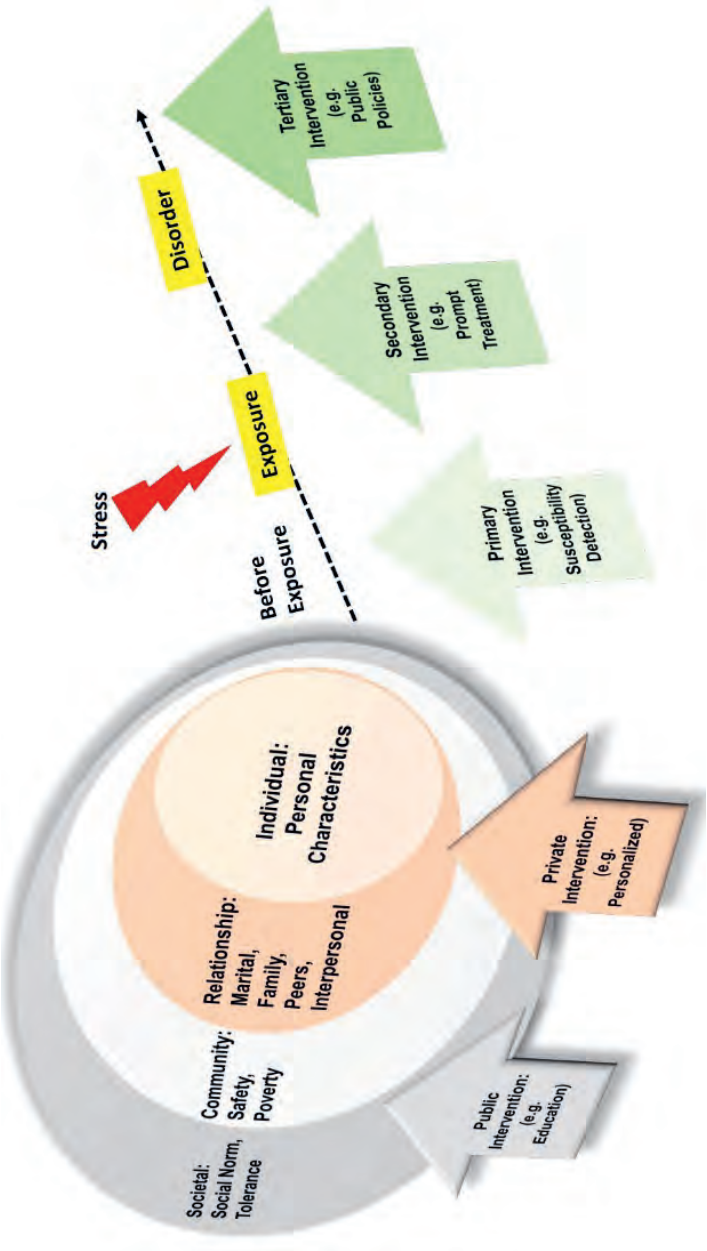 Societal:
Social Norm,
Tolerance
Community:
Safety,
Poverty
Relationship:
Marital,
Family,
Peers,
Interpersonal
Individual:
Personal
Characteristics
Public
Intervention:
(e.g.
Education)
Private
Intervention:
(e.g.
Personalized)
Before
Exposure
Stress
Exposure
Disorder
Primary
Intervention
(e.g.
Susceptibility
Detection)
Secondary
Intervention
(e.g.
Prompt
Treatment)
Tertiary
Intervention
(e.g.
Public
Policies)